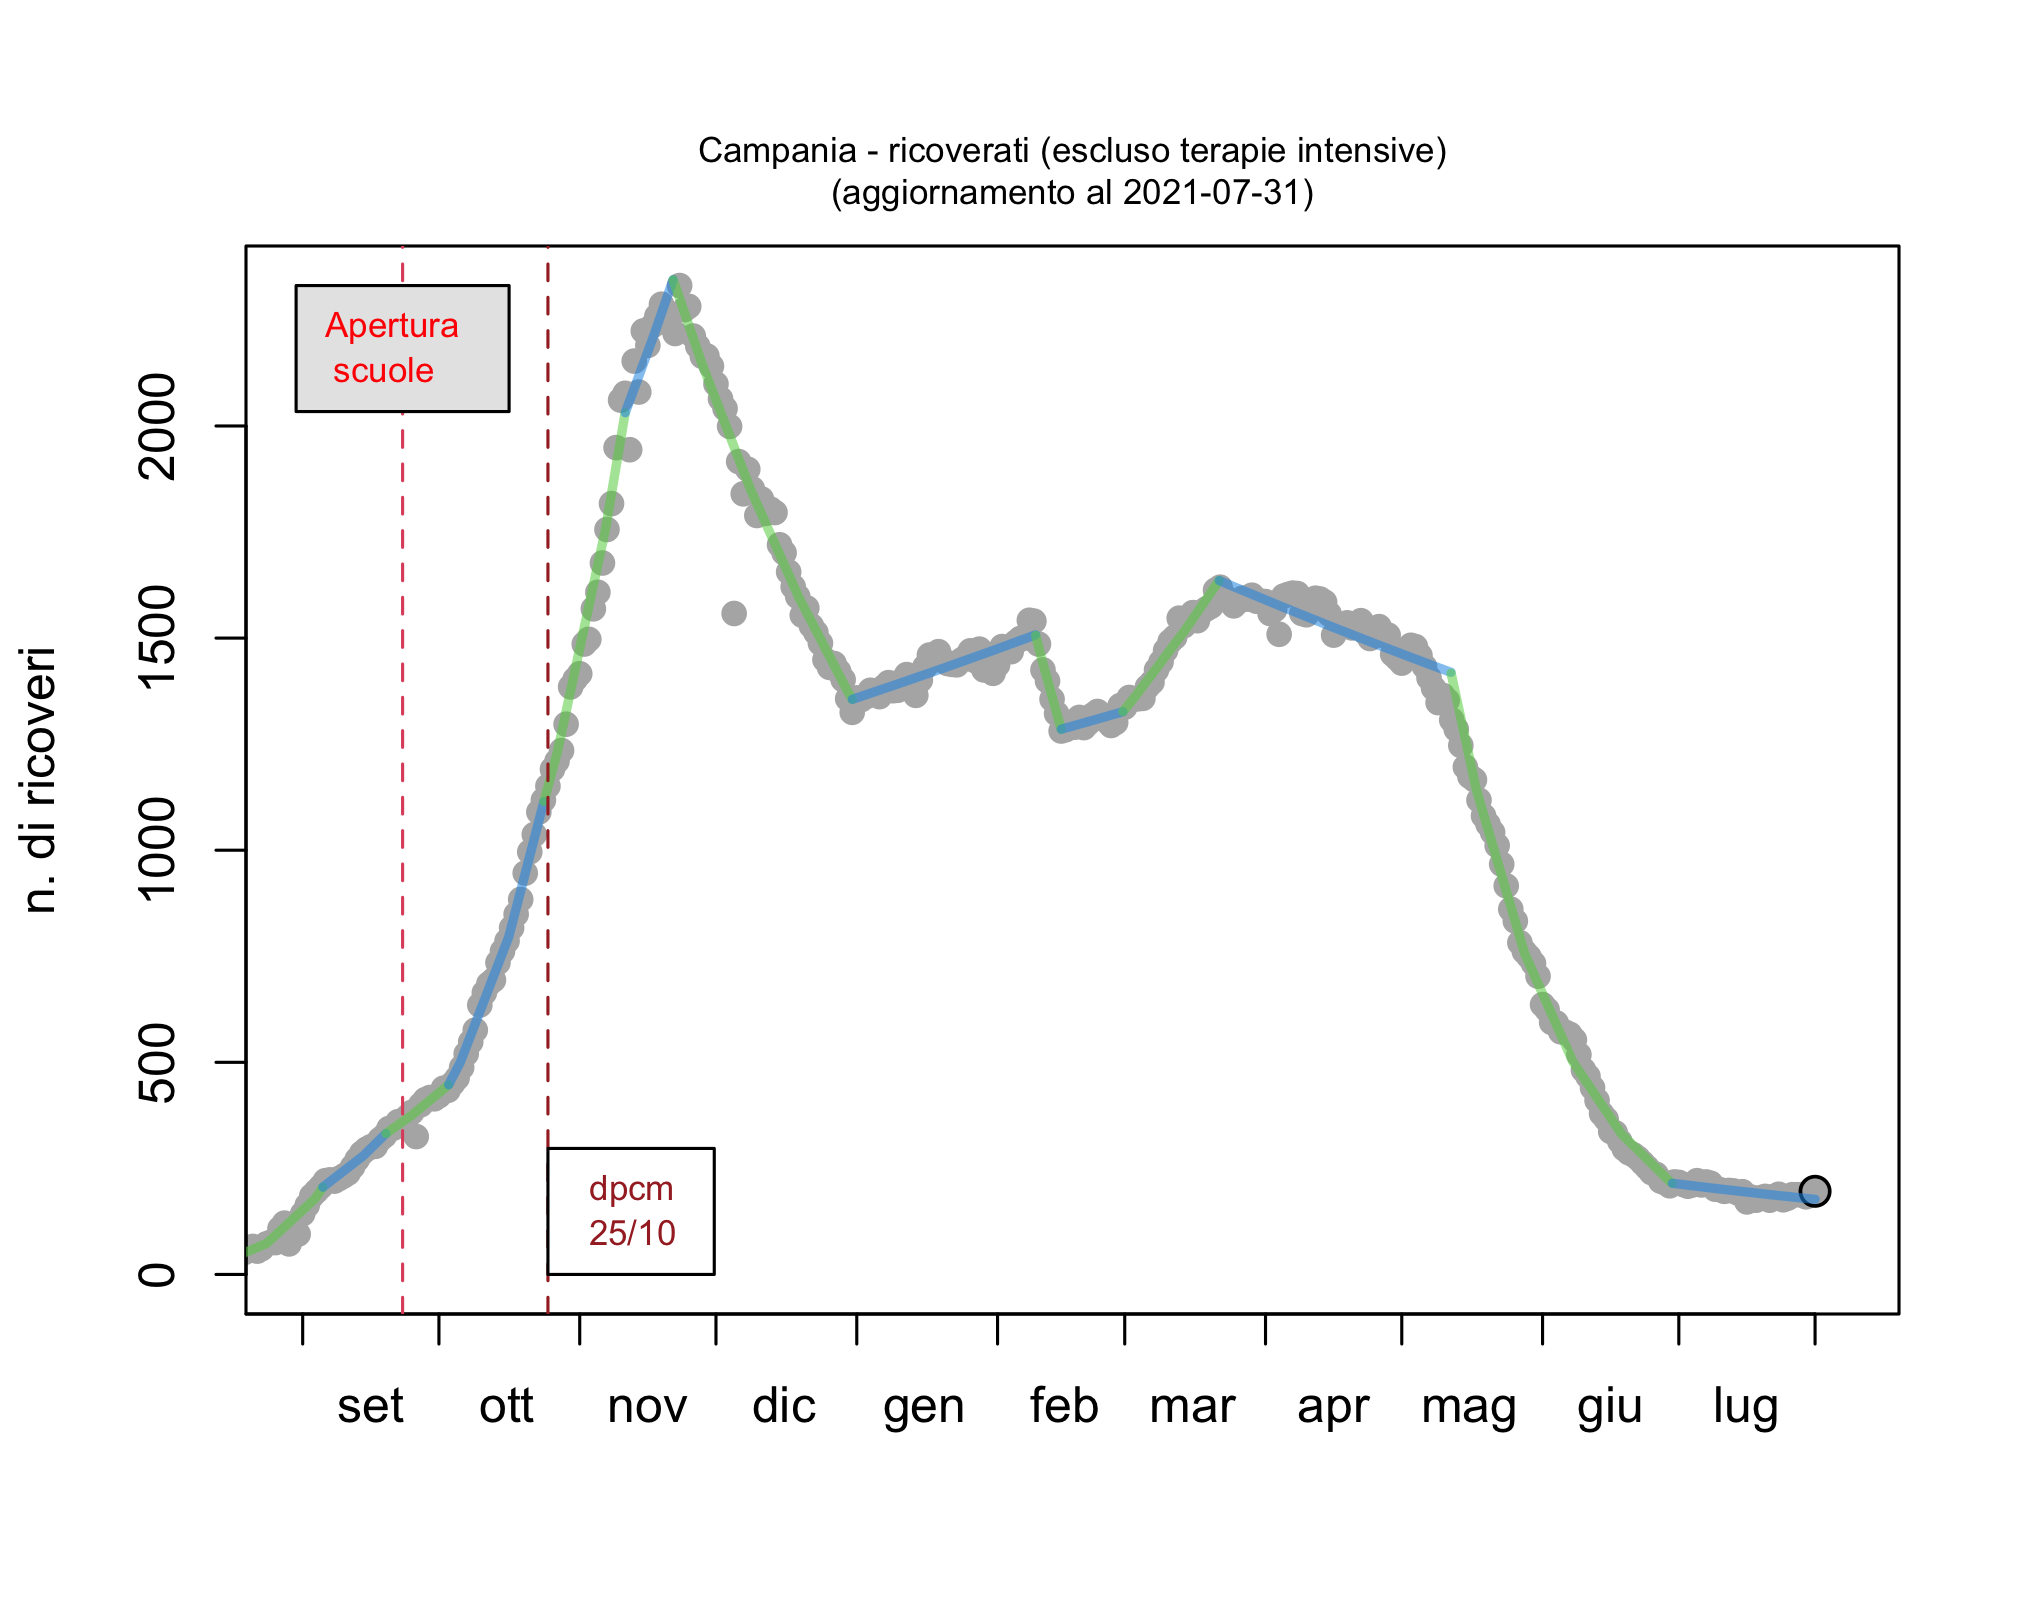 Campania - ricoverati (escluso terapie intensive)
(aggiornamento al 2021-07-31)
Apertura
scuole
n. di ricoveri
2000
1500
1000
500
0
dpcm
25/10
set ott nov dic gen feb mar apr mag giu lug